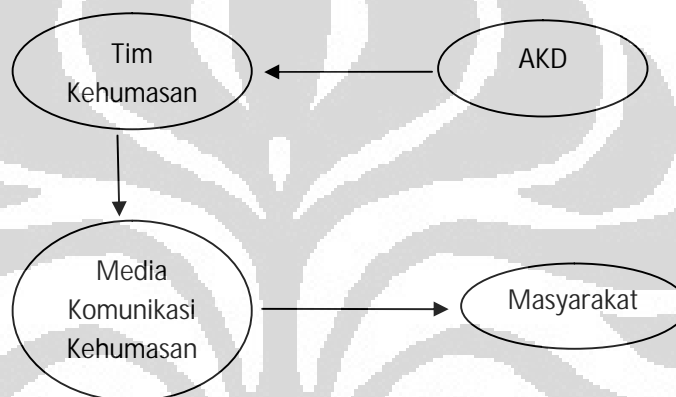 Tim
Kehumasan
AKD
Media
Komunikasi
Kehumasan
Masyarakat